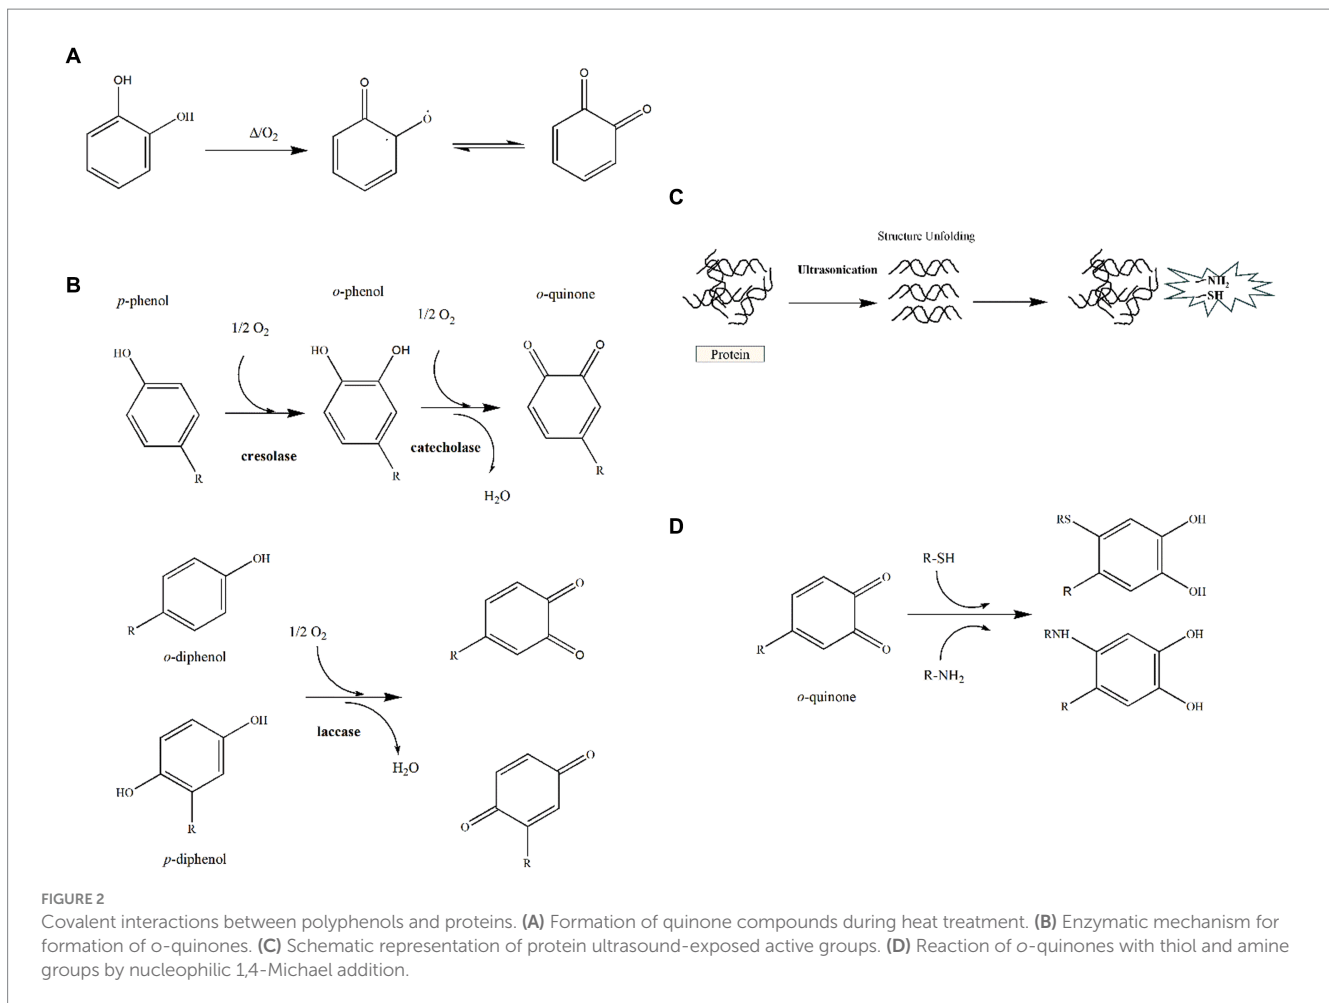 A
OH
OH
Δ/O2
O
Ȯ
O
O
B
p-phenol
o-phenol
o-quinone
1/2 O2
1/2 O2
HO
HO
OH
O
O
cresolase
catecholase
R
R
R
H2O
OH
R
o-diphenol
1/2 O2
O
O
R
laccase
H2O
OH
HO
R
p-diphenol
O
O
R
C
Structure Unfolding
Ultrasonication
NH2
SH
Protein
D
R-SH
R-NH2
O
O
R
o-quinone
RS
OH
OH
R
RNH
OH
OH
R
FIGURE 2
Covalent interactions between polyphenols and proteins. (A) Formation of quinone compounds during heat treatment. (B) Enzymatic mechanism for
formation of o-quinones. (C) Schematic representation of protein ultrasound-exposed active groups. (D) Reaction of o-quinones with thiol and amine
groups by nucleophilic 1,4-Michael addition.